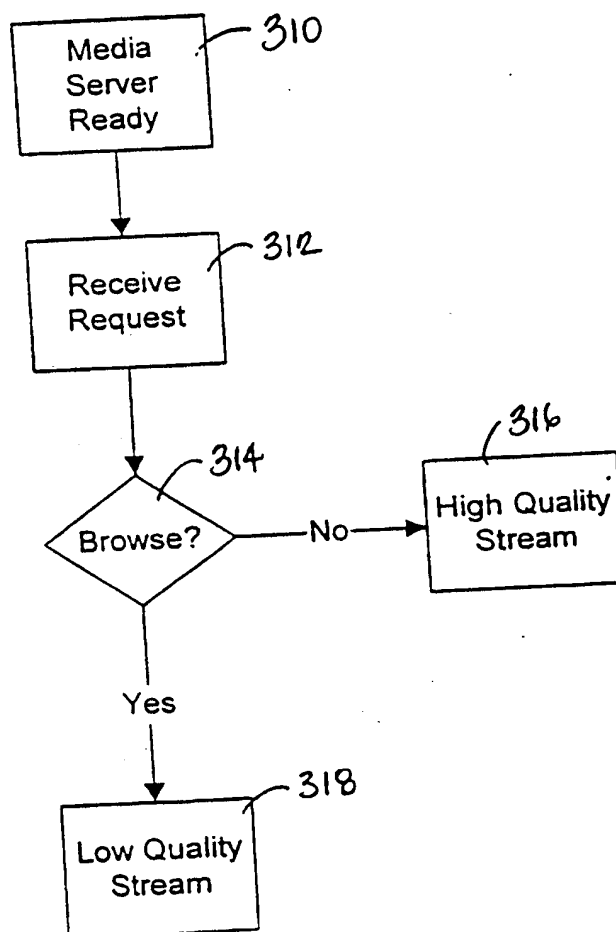 310
Media
Server
Ready
312
Receive
Request
314
Browse?
No
316
High Quality
Stream
Yes
318
Low Quality
Stream